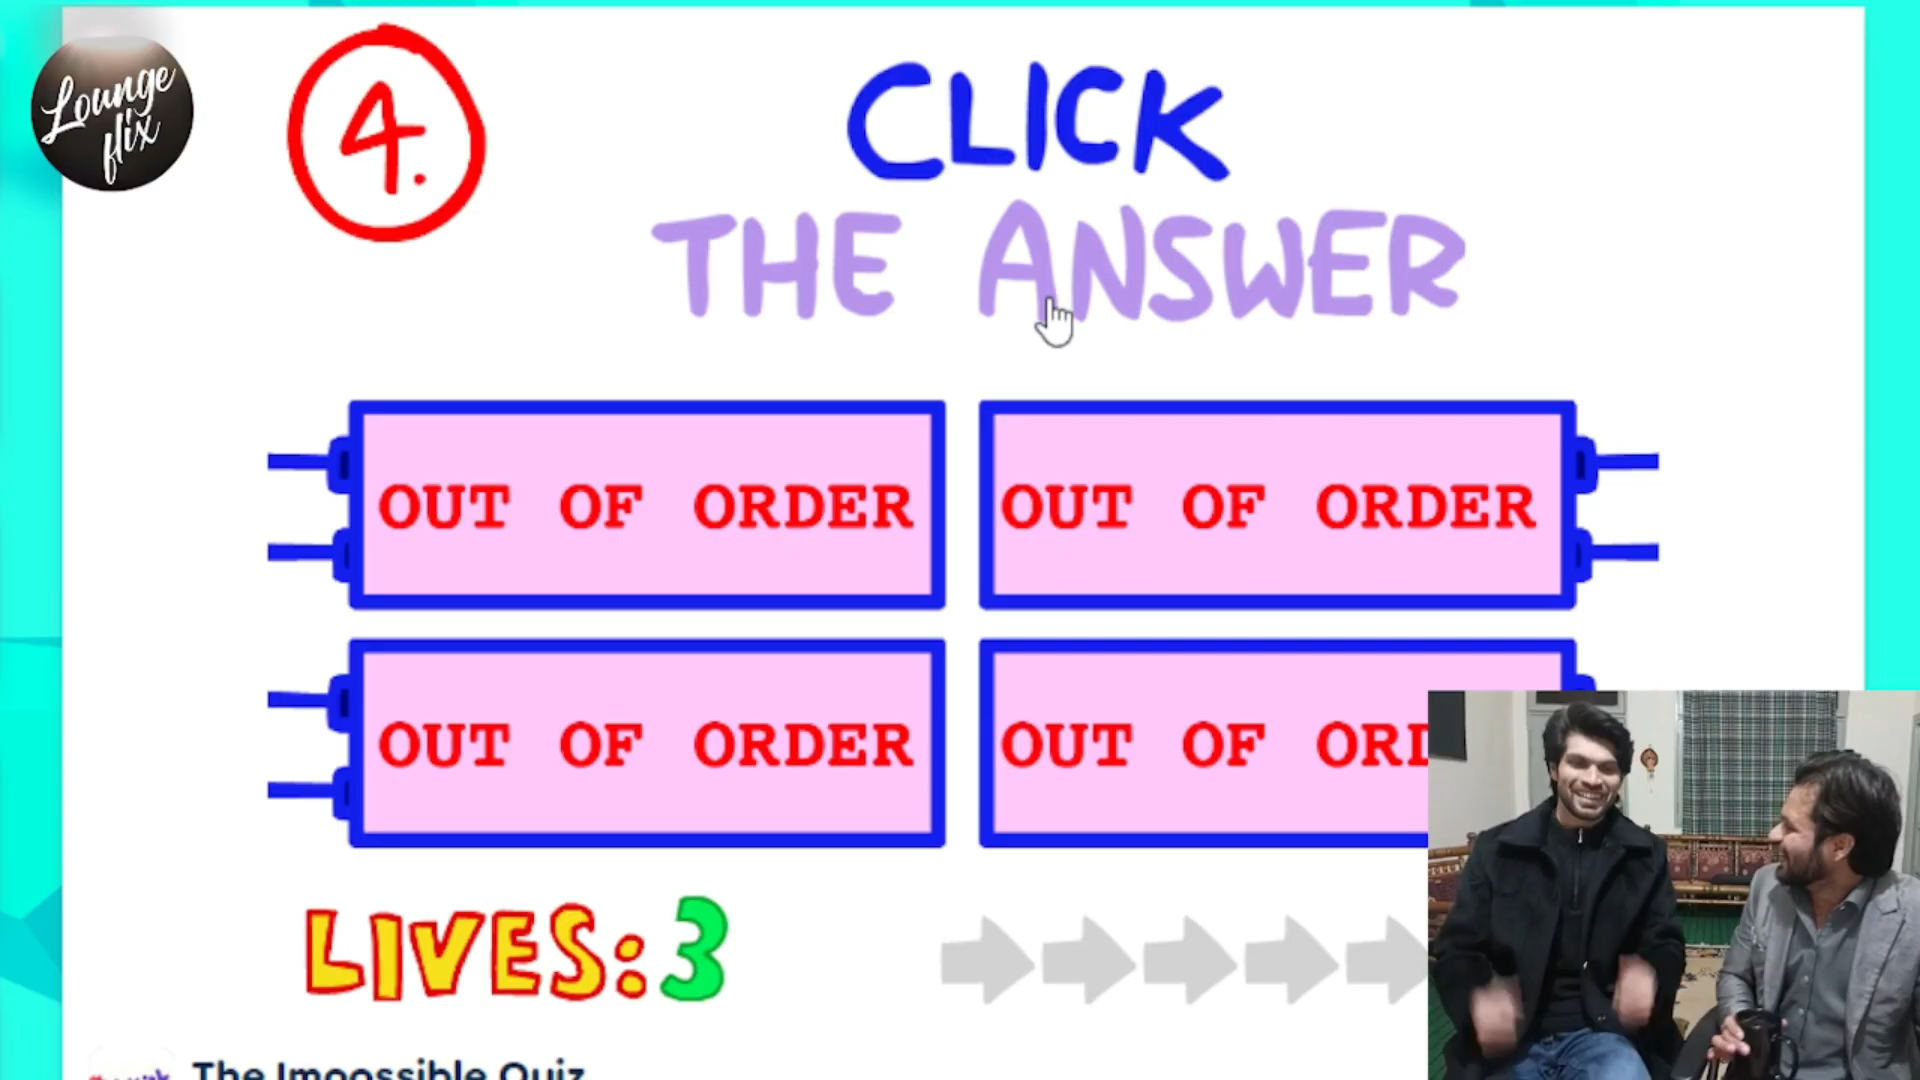 Lounge
flix
4.
CLICK
THE ANSWER
OUT OF ORDER
OUT OF ORDER
OUT OF ORDER
OUT OF ORD
LIVES: 3
The Impossible Quiz